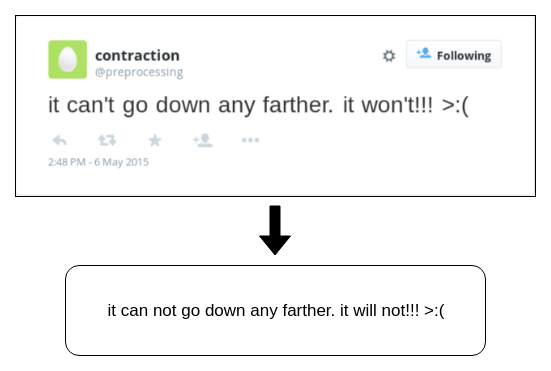 contraction
@preprocessing
Following
it can't go down any farther. it won't!!! >:(
2:48 PM - 6 May 2015
it can not go down any farther. it will not!!! >:(